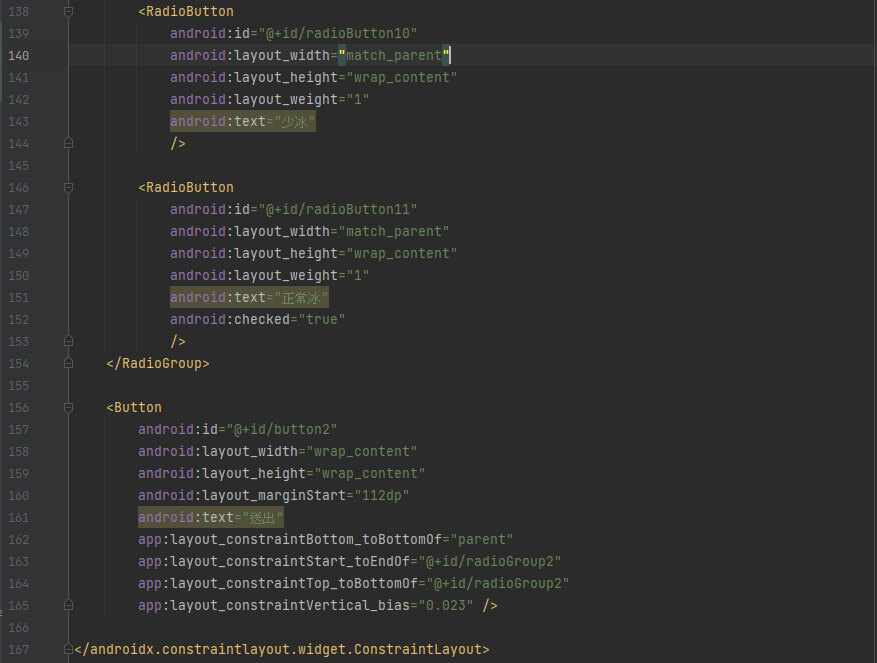 138 <RadioButton
139 android:id="@+id/radioButton10"
140 android:layout_width="match_parent"
141 android:layout_height="wrap_content"
142 android:layout_weight="1"
143 android:text="少冰"
144 />
145
146 <RadioButton
147 android:id="@+id/radioButton11"
148 android:layout_width="match_parent"
149 android:layout_height="wrap_content"
150 android:layout_weight="1"
151 android:text="正常冰"
152 android:checked="true"
153 />
154 </RadioGroup>
155
156 <Button
157 android:id="@+id/button2"
158 android:layout_width="wrap_content"
159 android:layout_height="wrap_content"
160 android:layout_marginStart="112dp"
161 android:text="送出"
162 app:layout_constraintBottom_toBottomOf="parent"
163 app:layout_constraintStart_toEndOf="@+id/radioGroup2"
164 app:layout_constraintTop_toBottomOf="@+id/radioGroup2"
165 app:layout_constraintVertical_bias="0.023" />
166
167 </androidx.constraintlayout.widget.ConstraintLayout>